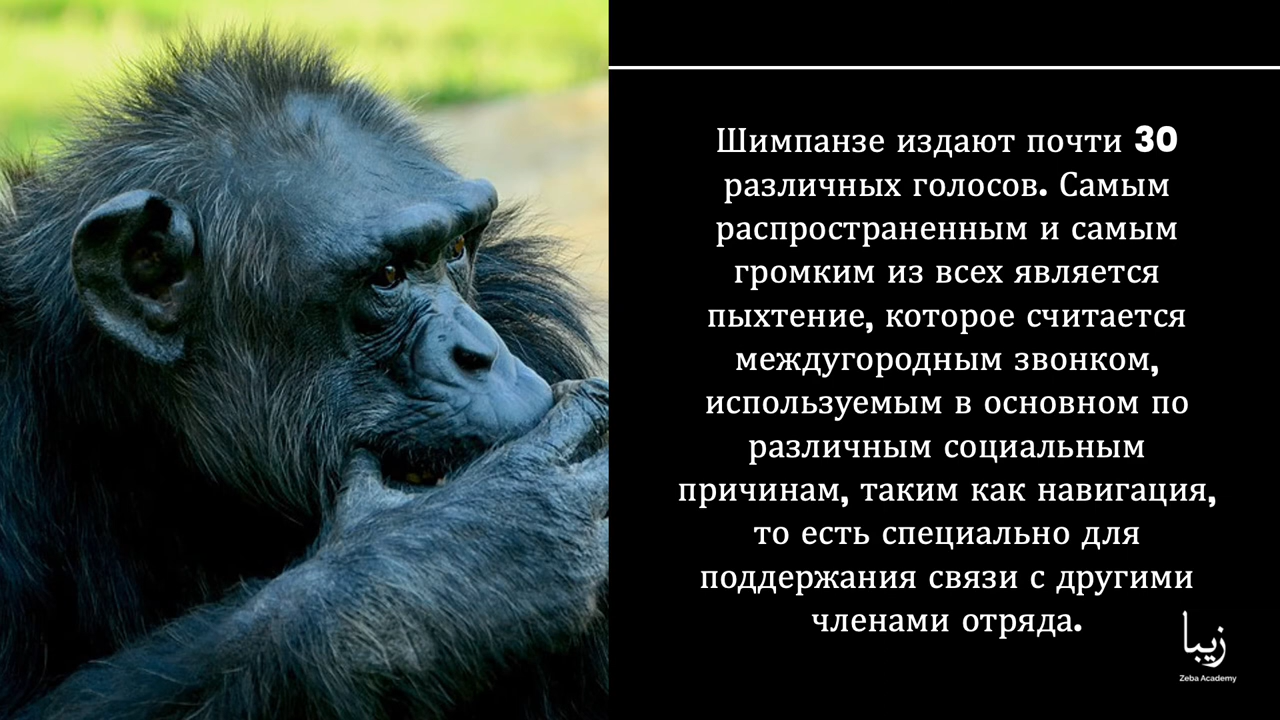 Шимпанзе издают почти 30
различных голосов. Самым
распространенным и самым
громким из всех является
пыхтение, которое считается
междугородным звонком,
используемым в основном по
различным социальным
причинам, таким как навигация,
то есть специально для
поддержания связи с другими
членами отряда.
زیبا
Zeba Academy